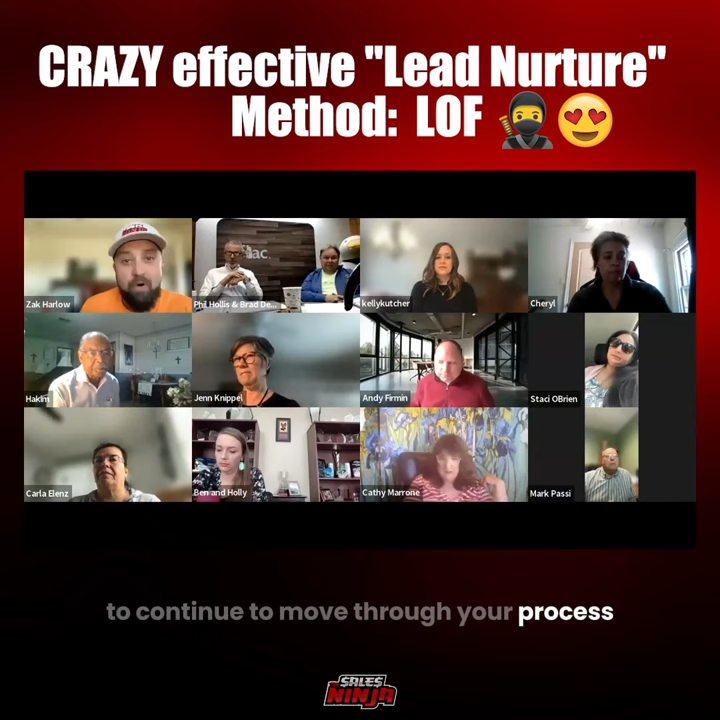 CRAZY effective "Lead Nurture"
Method: LOF
ac.
Zak Harlow
Phil Hollis & Brad De...
kellykutcher
Cheryl
Hakim
Jenn Knippel
Andy Firmin
Staci OBrien
Carla Elenz
Ben and Holly
Cathy Marrone
Mark Passi
to continue to move through your process
SALES
NINJA